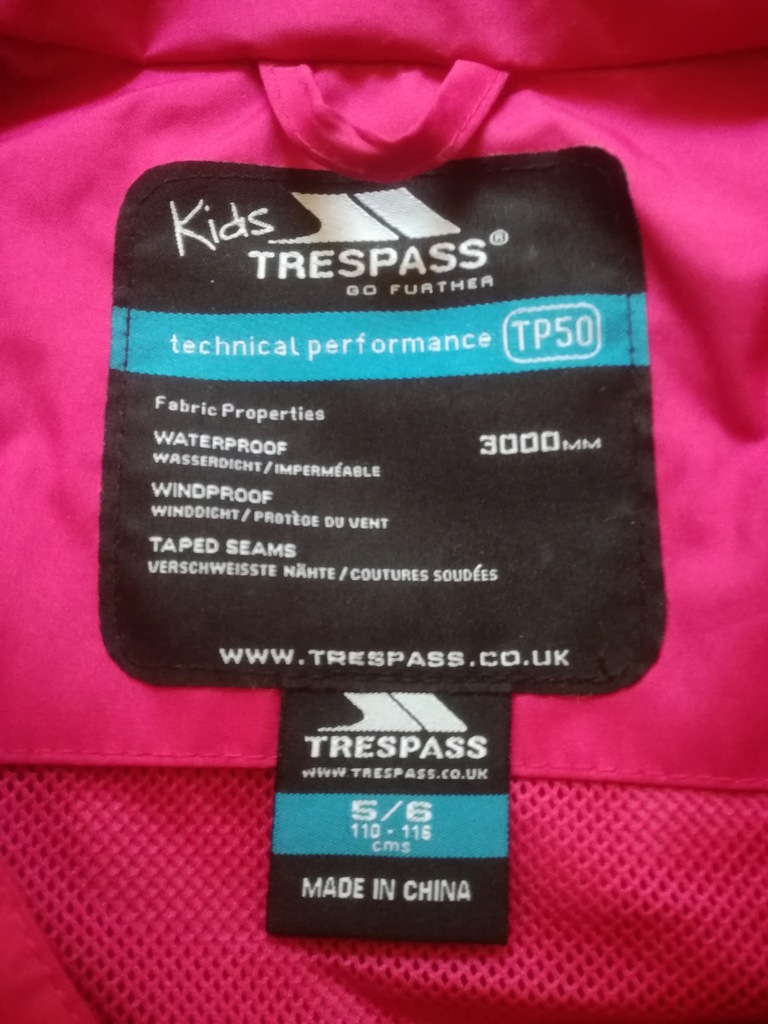 Kids
TRESPASS®
GO FURTHER
technical performance TP50
Fabric Properties
WATERPROOF 3000MM
WASSERDICHT/IMPERMÉABLE
WINDPROOF
WINDDICHT/PROTÈGE DU VENT
TAPED SEAMS
VERSCHWEISSTE NÄHTE/COUTURES SOUDÉES
WWW.TRESPASS.CO.UK
TRESPASS
WWW.TRESPASS.CO.UK
5/6
110 - 116
cms
MADE IN CHINA